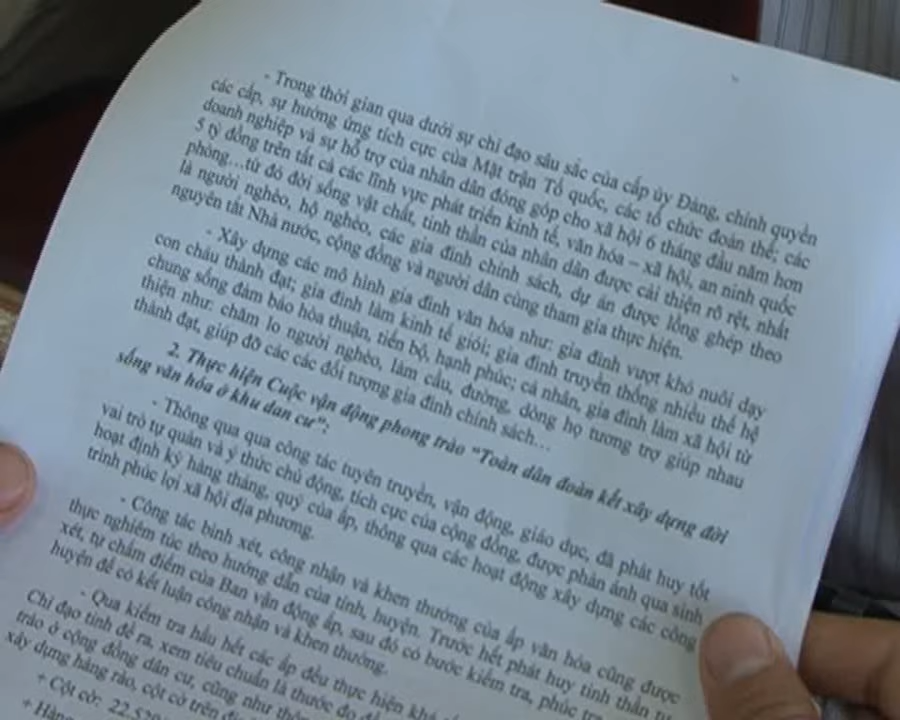 - Trong thời gian qua dưới sự chỉ đạo sâu sắc của cấp ủy Đảng, chính quyền
các cấp, sự hưởng ứng tích cực của Mặt trận Tổ quốc, các tổ chức đoàn thể; các
doanh nghiệp và sự hỗ trợ của nhân dân đóng góp cho xã hội 6 tháng đầu năm hơn
5 tỷ đồng trên tất cả các lĩnh vực phát triển kinh tế, văn hóa – xã hội, an ninh quốc
phòng...từ đó đời sống vật chất, tinh thần của nhân dân được cải thiện rõ rệt, nhất
là người nghèo, hộ nghèo, các gia đình chính sách, dự án được lồng ghép theo
nguyên tắt Nhà nước, cộng đồng và người dân cùng tham gia thực hiện.
- Xây dựng các mô hình gia đình văn hóa như: gia đình vượt khó nuôi dạy
con cháu thành đạt; gia đình làm kinh tế giỏi; gia đình truyền thống nhiều thế hệ
chung sống đảm bảo hòa thuận, tiến bộ, hạnh phúc; cá nhân, gia đình làm xã hội từ
thiện như: chăm lo người nghèo, làm cầu, đường, dòng họ tương trợ giúp nhau
thành đạt, giúp đỡ các các đối tượng gia đình chính sách...
2. Thực hiện Cuộc vận động phong trào "Toàn dân đoàn kết xây dựng đời
sống văn hóa ở khu dan cư":
- Thông qua qua công tác tuyên truyền, vận động, giáo dục, đã phát huy tốt
vai trò tự quản và ý thức chủ động, tích cực của cộng đồng, được phản ánh qua sinh
hoạt định kỳ hàng tháng, quý của ấp, thông qua các hoạt động xây dựng các công
trình phúc lợi xã hội địa phương.
- Công tác bình xét, công nhận và khen thưởng của ấp văn hóa cũng được
thực nghiêm túc theo hướng dẫn của tỉnh, huyện. Trước hết phát huy tinh thần tự
xét, tự chấm điểm của Ban vận động ấp, sau đó có bước kiểm tra, phúc tra
huyện để có kết luận công nhận và khen thưởng.
- Qua kiểm tra hầu hết các ấp đều thực hiện khá
Chỉ đạo tỉnh đề ra, xem tiêu chuẩn là thước đo
trào ở cộng đồng dân cư, cũng như
xây dựng hàng rào, cột cờ trên
+ Cột cờ: 22.52
+ Hàng